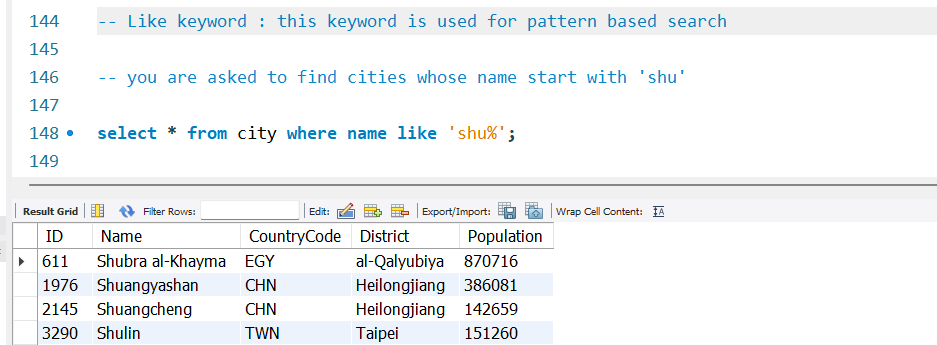 144 -- Like keyword : this keyword is used for pattern based search
145
146 -- you are asked to find cities whose name start with 'shu'
147
148 select * from city where name like 'shu%';
149
Result Grid Filter Rows: Edit: Export/Import: Wrap Cell Content: IA
ID Name CountryCode District Population
611 Shubra al-Khayma EGY al-Qalyubiya 870716
1976 Shuangyashan CHN Heilongjiang 386081
2145 Shuangcheng CHN Heilongjiang 142659
3290 Shulin TWN Taipei 151260